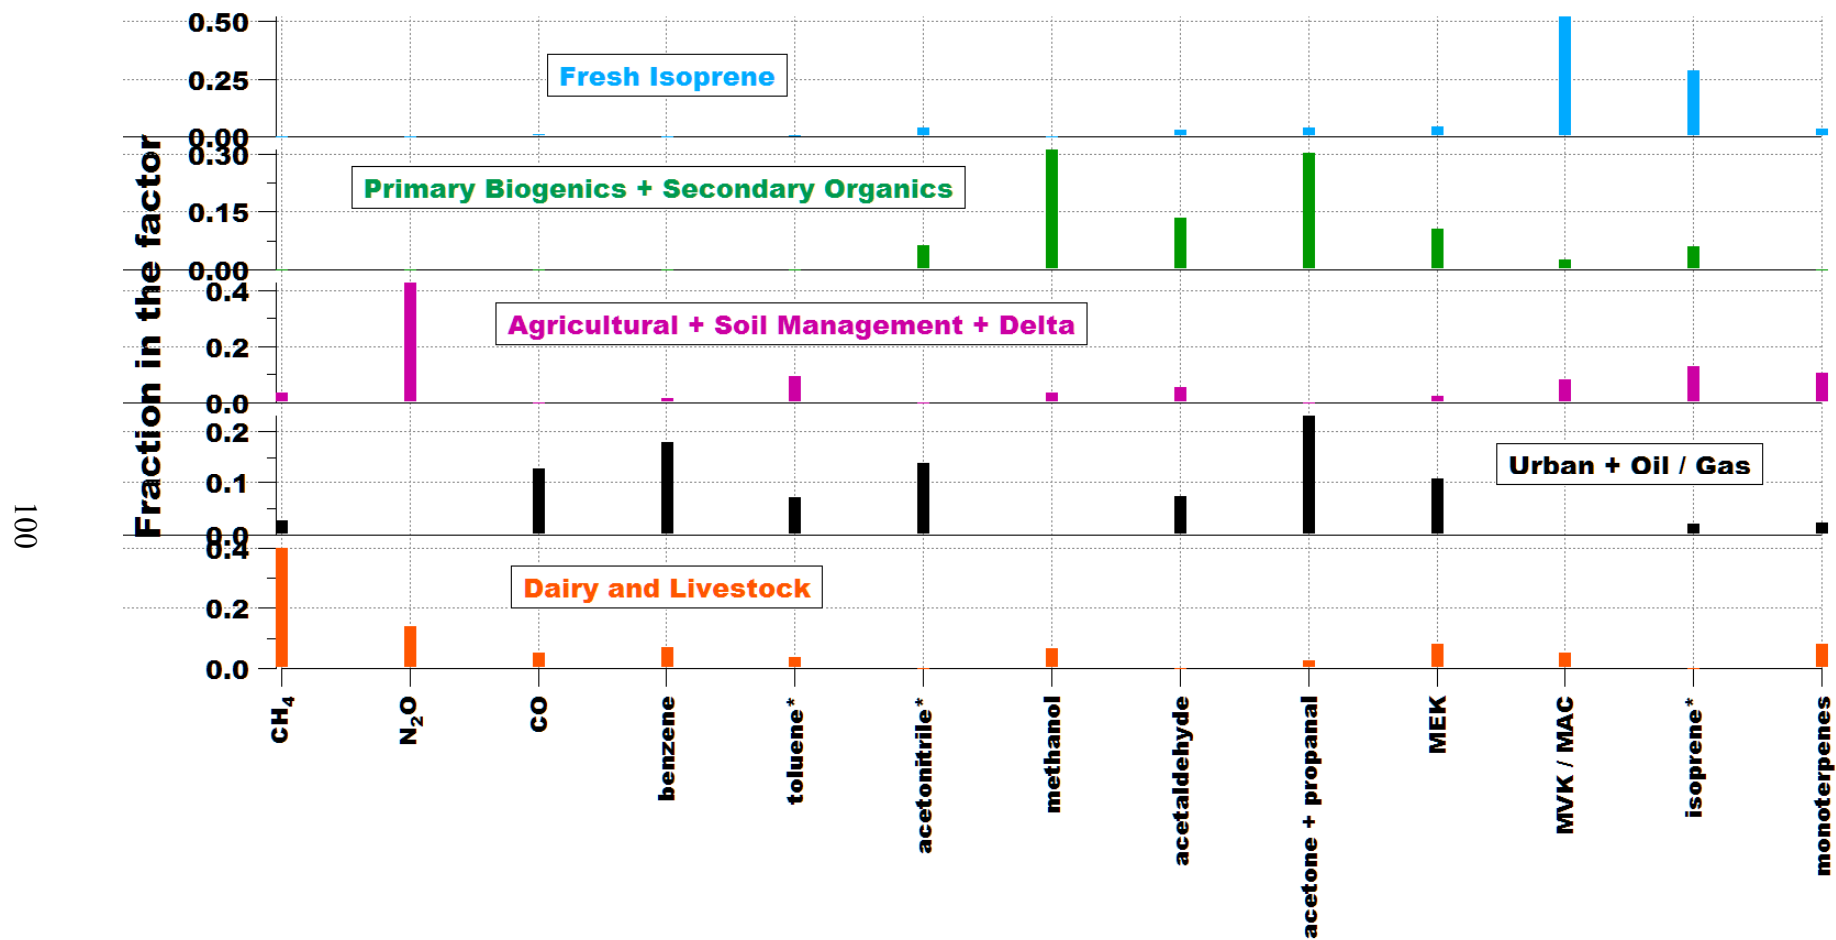 0.50
0.25
0.00
Fresh Isoprene
0.30
0.15
0.00
Primary Biogenics + Secondary Organics
0.4
0.2
0.0
Agricultural + Soil Management + Delta
0.2
0.1
0.0
Urban + Oil / Gas
0.4
0.2
0.0
Dairy and Livestock
Fraction in the factor
CH₄
N₂O
CO
benzene
toluene*
acetonitrile*
methanol
acetaldehyde
acetone + propanal
MEK
MVK / MAC
isoprene*
monoterpenes
100